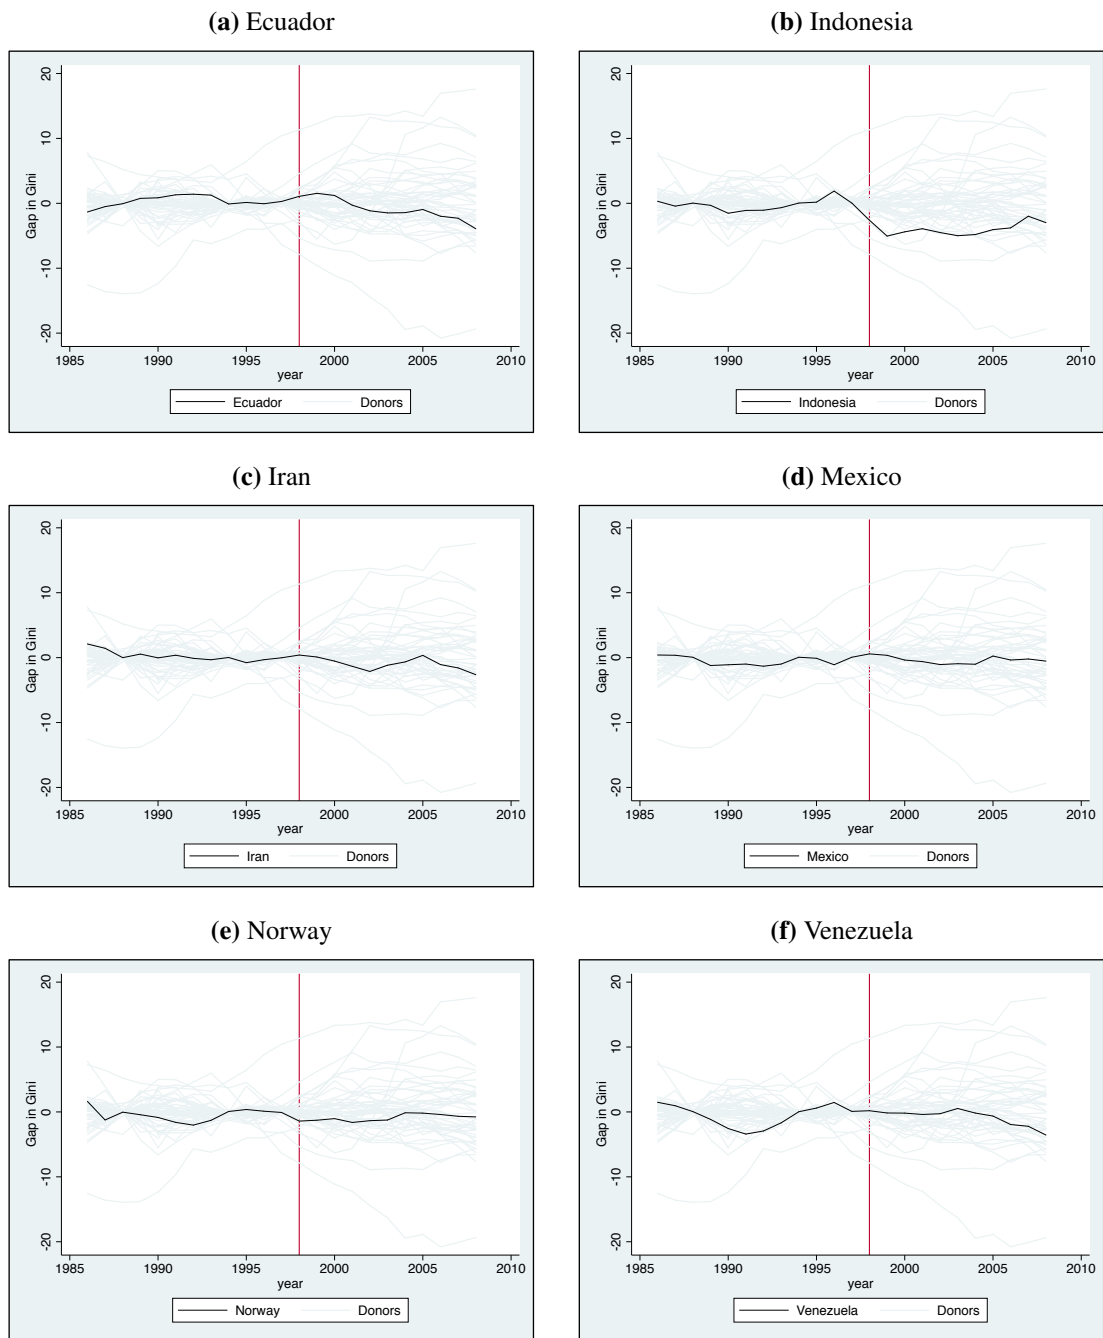 (a) Ecuador
20
10
0
-10
-20
Gap in Gini
1985 1990 1995 2000 2005 2010
year
Ecuador Donors
(b) Indonesia
20
10
0
-10
-20
Gap in Gini
1985 1990 1995 2000 2005 2010
year
Indonesia Donors
(c) Iran
20
10
0
-10
-20
Gap in Gini
1985 1990 1995 2000 2005 2010
year
Iran Donors
(d) Mexico
20
10
0
-10
-20
Gap in Gini
1985 1990 1995 2000 2005 2010
year
Mexico Donors
(e) Norway
20
10
0
-10
-20
Gap in Gini
1985 1990 1995 2000 2005 2010
year
Norway Donors
(f) Venezuela
20
10
0
-10
-20
Gap in Gini
1985 1990 1995 2000 2005 2010
year
Venezuela Donors